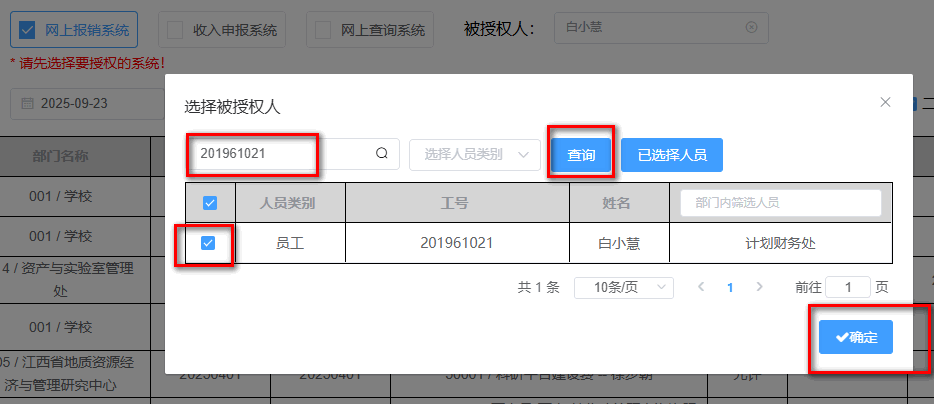 网上报销系统 收入申报系统 网上查询系统 被授权人: 白小慧
* 请先选择要授权的系统!
2025-09-23
选择被授权人
201961021 选择人员类别 查询 已选择人员
部门名称
人员类别 工号 姓名 部门内筛选人员
001 / 学校
员工 201961021 白小慧 计划财务处
001 / 学校
4 / 资产与实验室管理
处
共 1 条 10条/页 1 前往 1 页
001 / 学校
确定
05 / 江西省地质资源经
济与管理研究中心